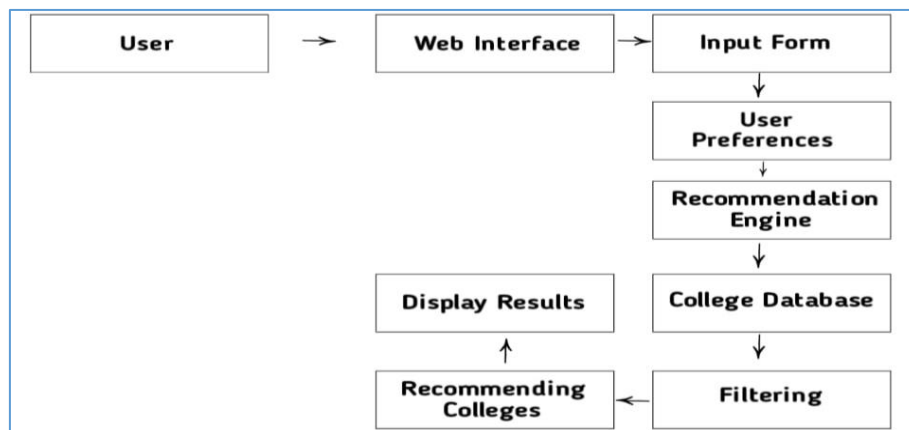 User
Web Interface
Input Form
User
Preferences
Recommendation
Engine
College Database
Filtering
Recommending
Colleges
Display Results